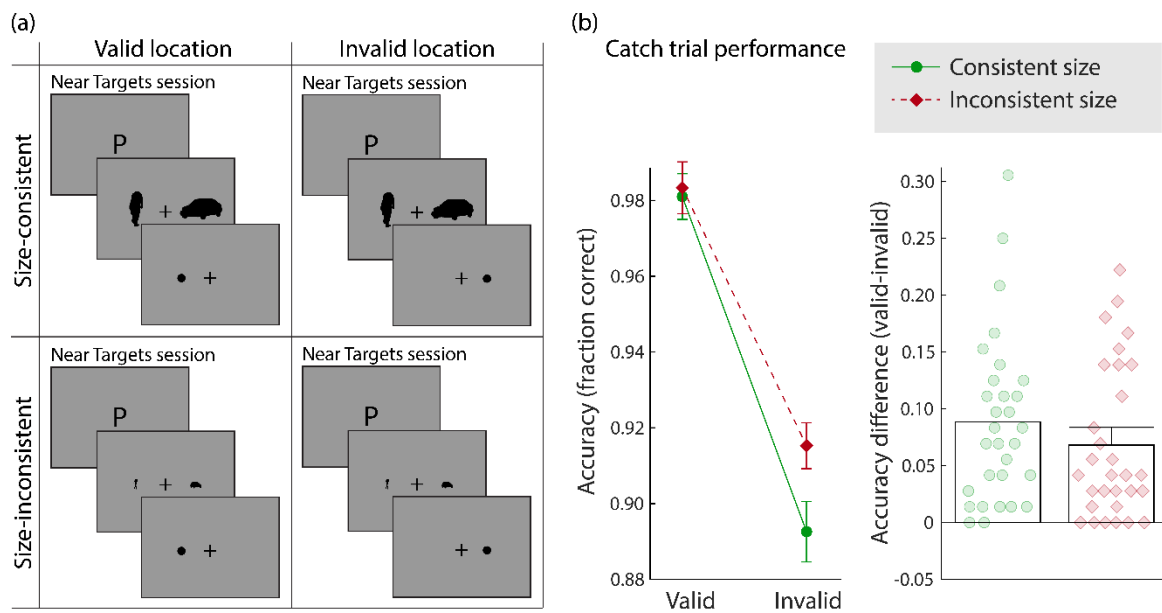 (a)
Valid location
Invalid location
Size-consistent
Near Targets session
P
Near Targets session
P
Size-inconsistent
Near Targets session
P
Near Targets session
P
(b)
Catch trial performance
Consistent size
Inconsistent size
Accuracy (fraction correct)
0.98
0.96
0.94
0.92
0.90
0.88
Valid
Invalid
Accuracy difference (valid-invalid)
0.30
0.25
0.20
0.15
0.10
0.05
0
-0.05